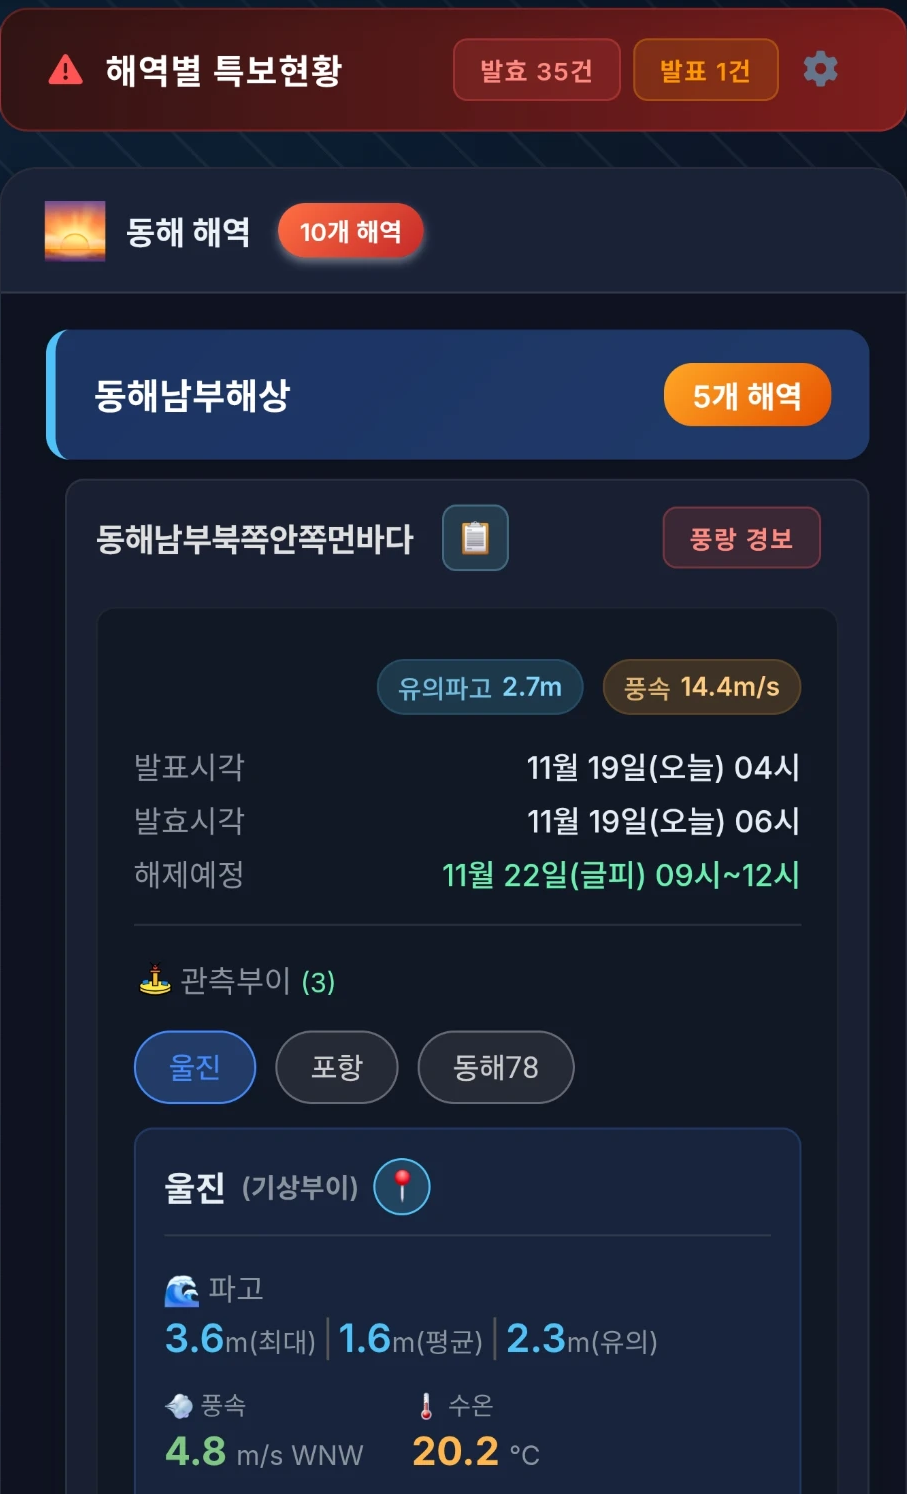 해역별 특보현황 발효 35건 발표 1건
동해 해역 10개 해역
동해남부해상 5개 해역
동해남부북쪽안쪽먼바다 풍랑 경보
유의파고 2.7m 풍속 14.4m/s
발표시각 11월 19일(오늘) 04시
발효시각 11월 19일(오늘) 06시
해제예정 11월 22일(글피) 09시~12시
관측부이 (3)
울진 포항 동해78
울진 (기상부이)
파고
3.6m(최대) 1.6m(평균) 2.3m(유의)
풍속 수온
4.8 m/s WNW 20.2 °C